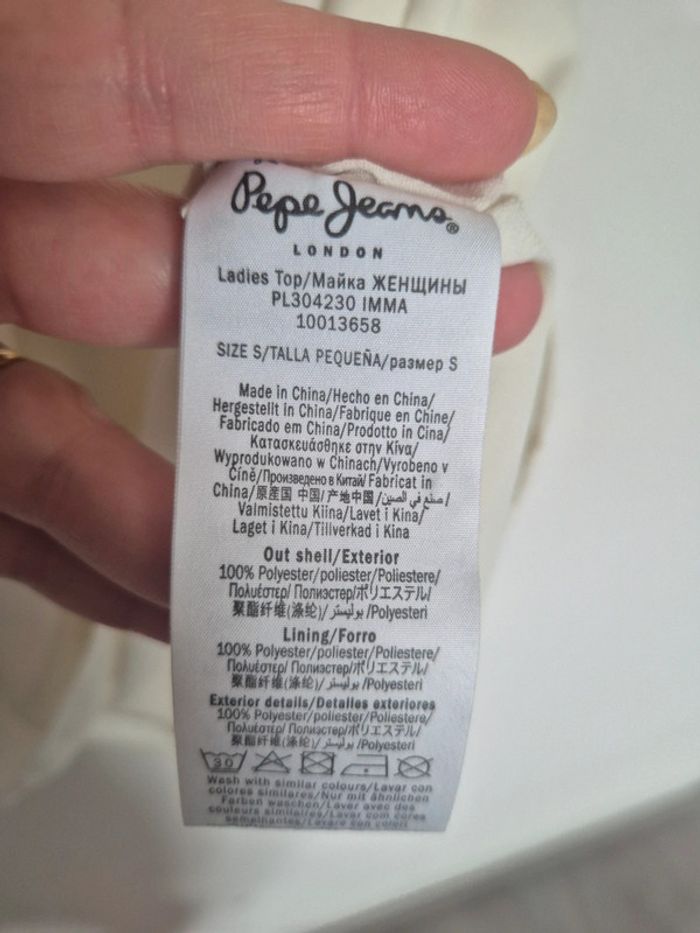 Pepe Jeans®
LONDON
Ladies Top/Майка ЖЕНЩИНЫ
PL304230 IMMA
10013658
SIZE S/TALLA PEQUEÑA/размер S
Made in China/Hecho en China/
Hergestellt in China/Fabrique en Chine/
Fabricado em China/Prodotto in Cina/
Κατασκευάσθηκε στην Κίνα/
Wyprodukowano w Chinach/Vyrobeno v
Číně/Произведено в Китай/Fabricat in
China/原産国 中国/产地中国/صنع في الصين/
Valmistettu Kiina/Lavet i Kina/
Laget i Kina/Tillverkad i Kina
Out shell/Exterior
100% Polyester/poliester/Poliestere/
Πολυέστερ/ Полиэстер/ポリエステル/
聚酯纤维(涤纶)/بوليستر/Polyesteri
Lining/Forro
100% Polyester/poliester/Poliestere/
Πολυέστερ/ Полиэстер/ポリエステル/
聚酯纤维(涤纶)/بوليستر/Polyesteri
Exterior details/Detalles exteriores
100% Polyester/poliester/Poliestere/
Πολυέστερ/ Полиэстер/ポリエステル/
聚酯纤维(涤纶)/بوليستر/Polyesteri
30
Wash with similar colours/Lavar con
colores similares/Nur mit ähnlichen
Farben waschen/Laver avec des
couleurs similaires/Lavar com cores
semelhantes/Lavare con colori